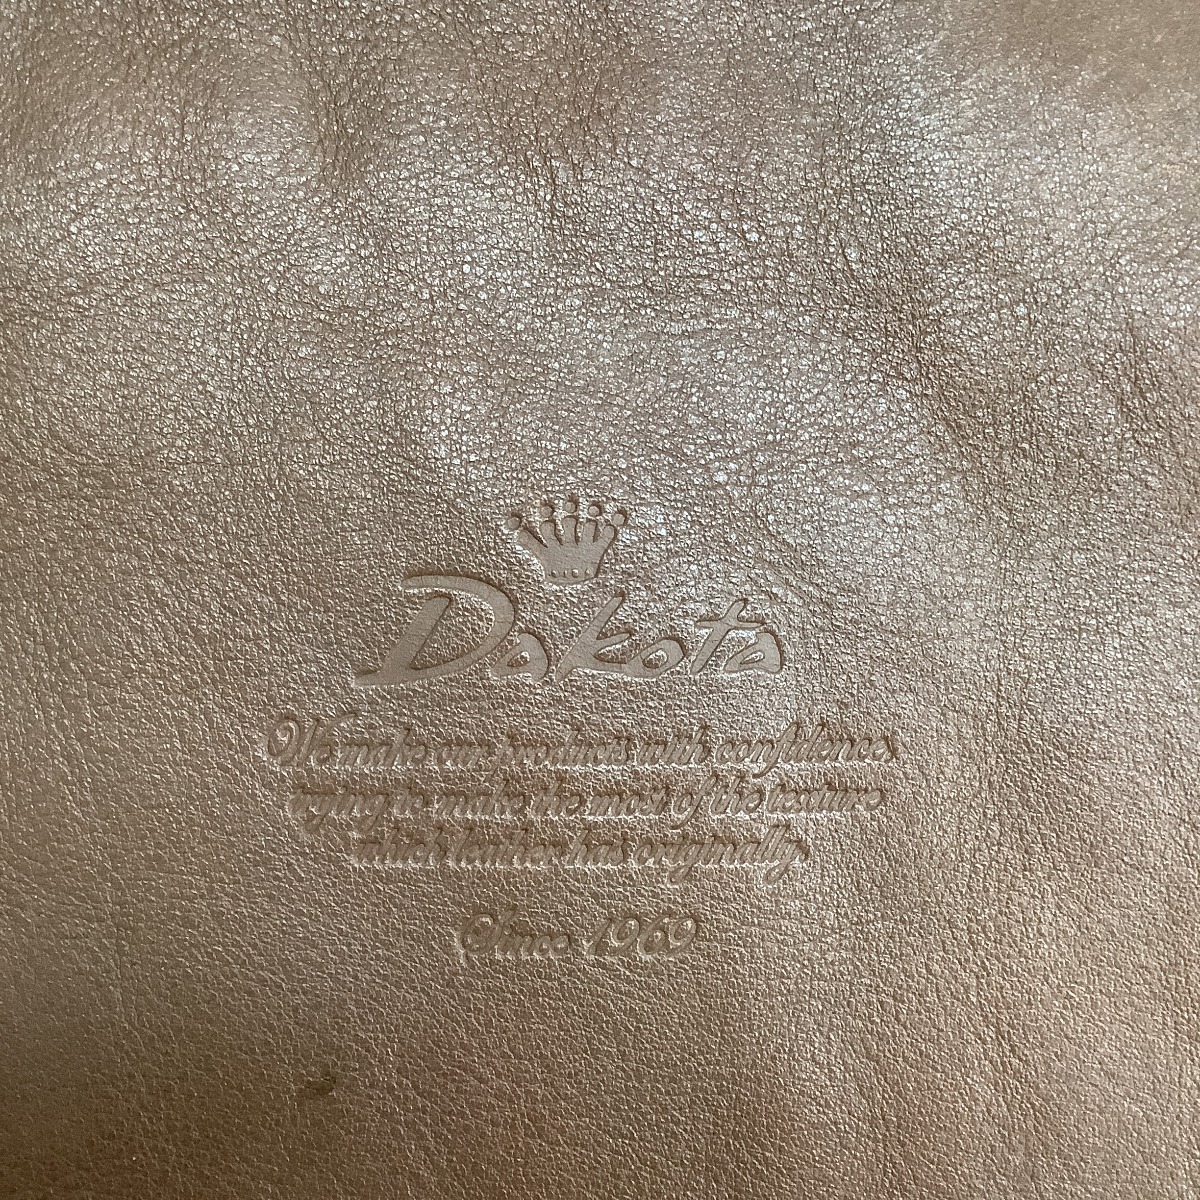 Dakota
We make our products with confidence,
trying to make the most of the texture
which leather has originally.
Since 1969